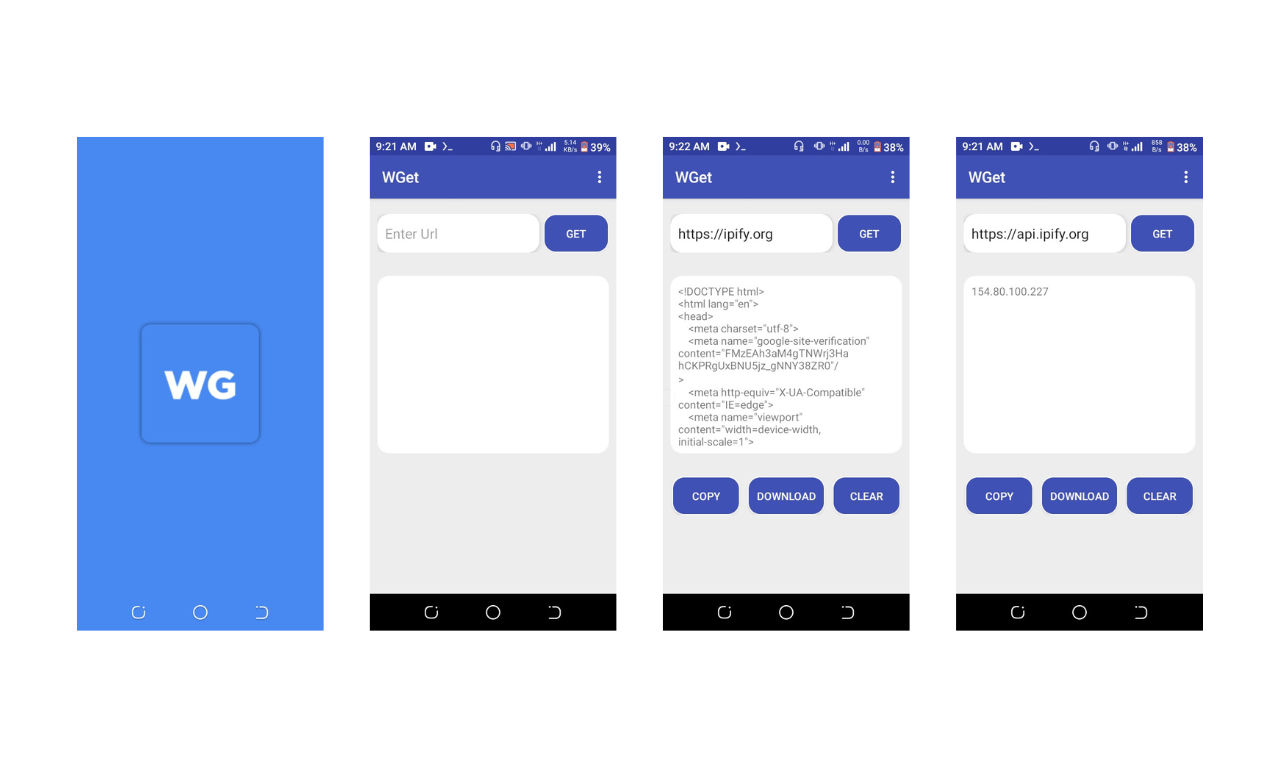 WG
9:21 AM 5.14 KB/s 39%
WGet
Enter Url GET
9:22 AM 0.00 B/s 38%
WGet
https://ipify.org GET
<!DOCTYPE html>
<html lang="en">
<head>
<meta charset="utf-8">
<meta name="google-site-verification"
content="FMzEAh3aM4gTNWrj3Ha
hCKPRgUxBNU5jz_gNNY38ZR0"/
>
<meta http-equiv="X-UA-Compatible"
content="IE=edge">
<meta name="viewport"
content="width=device-width,
initial-scale=1">
COPY DOWNLOAD CLEAR
9:21 AM 858 B/s 38%
WGet
https://api.ipify.org GET
154.80.100.227
COPY DOWNLOAD CLEAR